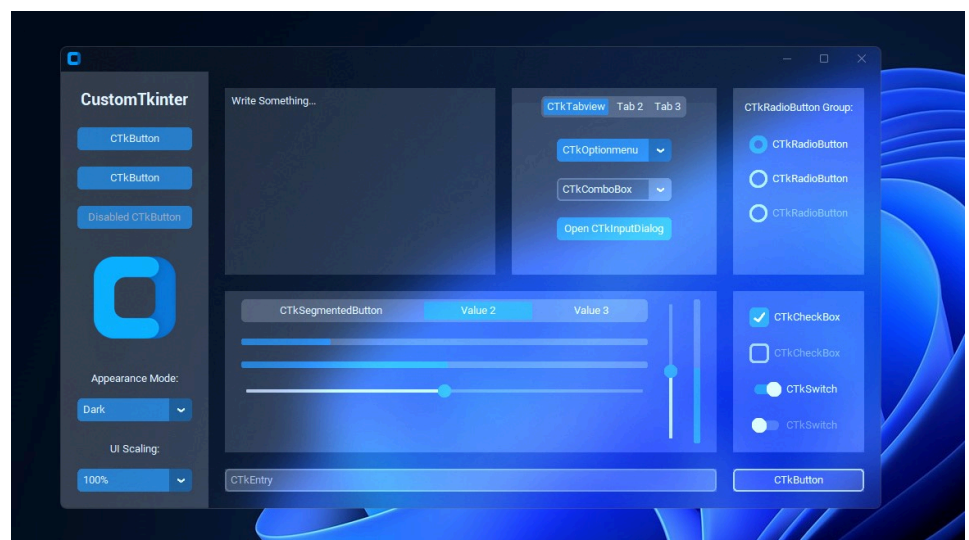 CustomTkinter
CTkButton
CTkButton
Disabled CTkButton
Appearance Mode:
Dark
UI Scaling:
100%
Write Something...
CTkTabview Tab 2 Tab 3
CTkOptionmenu
CTkComboBox
Open CTkInputDialog
CTkRadioButton Group:
CTkRadioButton
CTkRadioButton
CTkRadioButton
CTkSegmentedButton Value 2 Value 3
CTkCheckBox
CTkCheckBox
CTkSwitch
CTkSwitch
CTkEntry
CTkButton